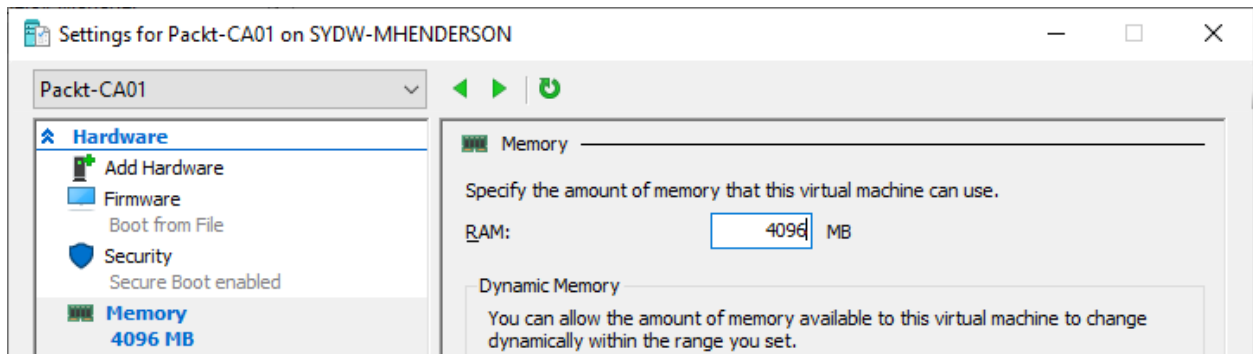 Settings for Packt-CA01 on SYDW-MHENDERSON
Packt-CA01
Hardware
Add Hardware
Firmware
Boot from File
Security
Secure Boot enabled
Memory
4096 MB
Memory
Specify the amount of memory that this virtual machine can use.
RAM: 4096 MB
Dynamic Memory
You can allow the amount of memory available to this virtual machine to change
dynamically within the range you set.